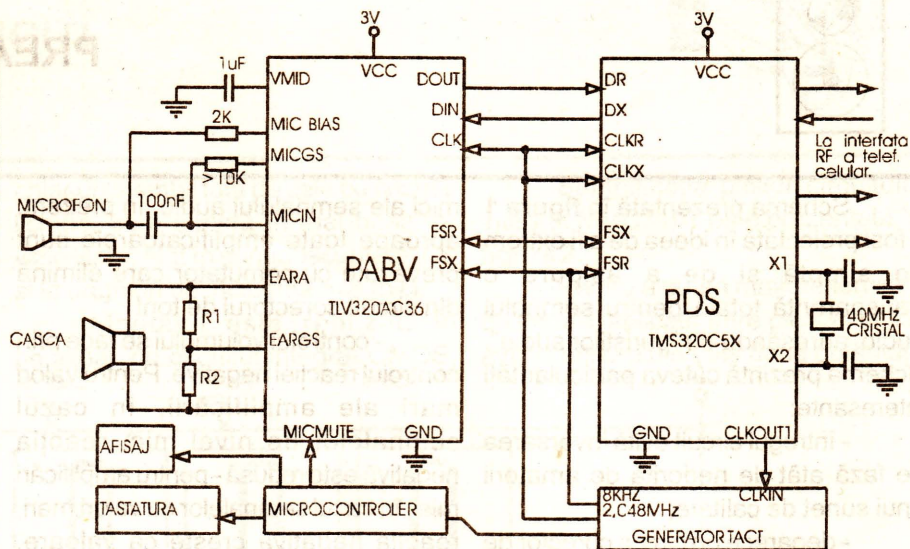 3V
3V
1uF
VMID
VCC
DOUT
DR
VCC
DIN
DX
2K
MIC BIAS
CLK
CLKR
La interfata
RF a telef.
celular.
MICGS
>10K
CLKX
MICROFON
100nF
MICIN
FSR
FSX
FSX
FSR
X1
PABV
TLV320AC36
PDS
TMS320C5X
EARA
40MHz
CRISTAL
R1
CASCA
EARGS
X2
R2
MICMUTE
GND
GND
CLKOUT1
AFISAJ
8KHZ
CLKIN
2,C48MHz
TASTATURA
MICROCONTROLER
GENERATOR TACT